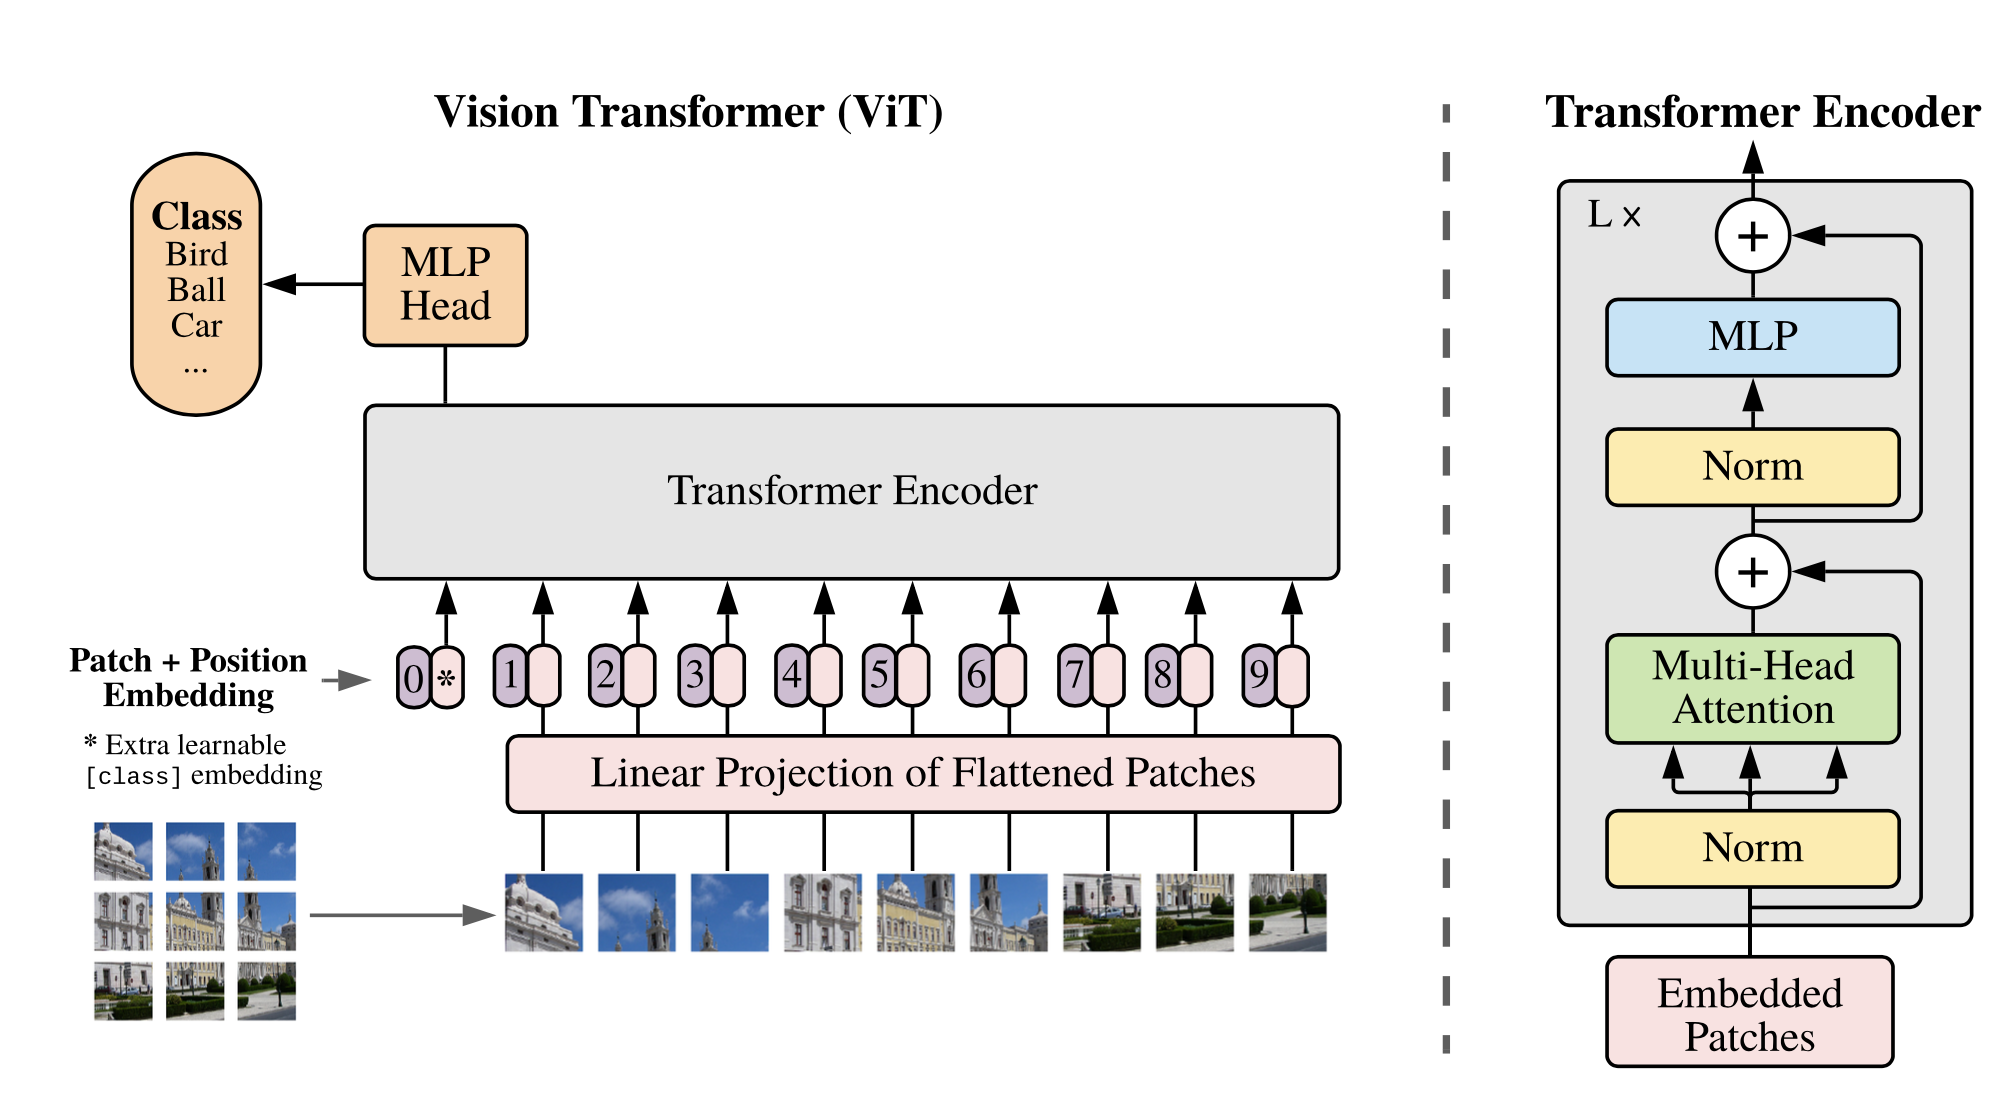 Vision Transformer (ViT)
Class
Bird
Ball
Car
...
MLP
Head
Transformer Encoder
Patch + Position
Embedding
0 * 1 2 3 4 5 6 7 8 9
* Extra learnable
[class] embedding
Linear Projection of Flattened Patches
Transformer Encoder
L ×
+
MLP
Norm
+
Multi-Head
Attention
Norm
Embedded
Patches